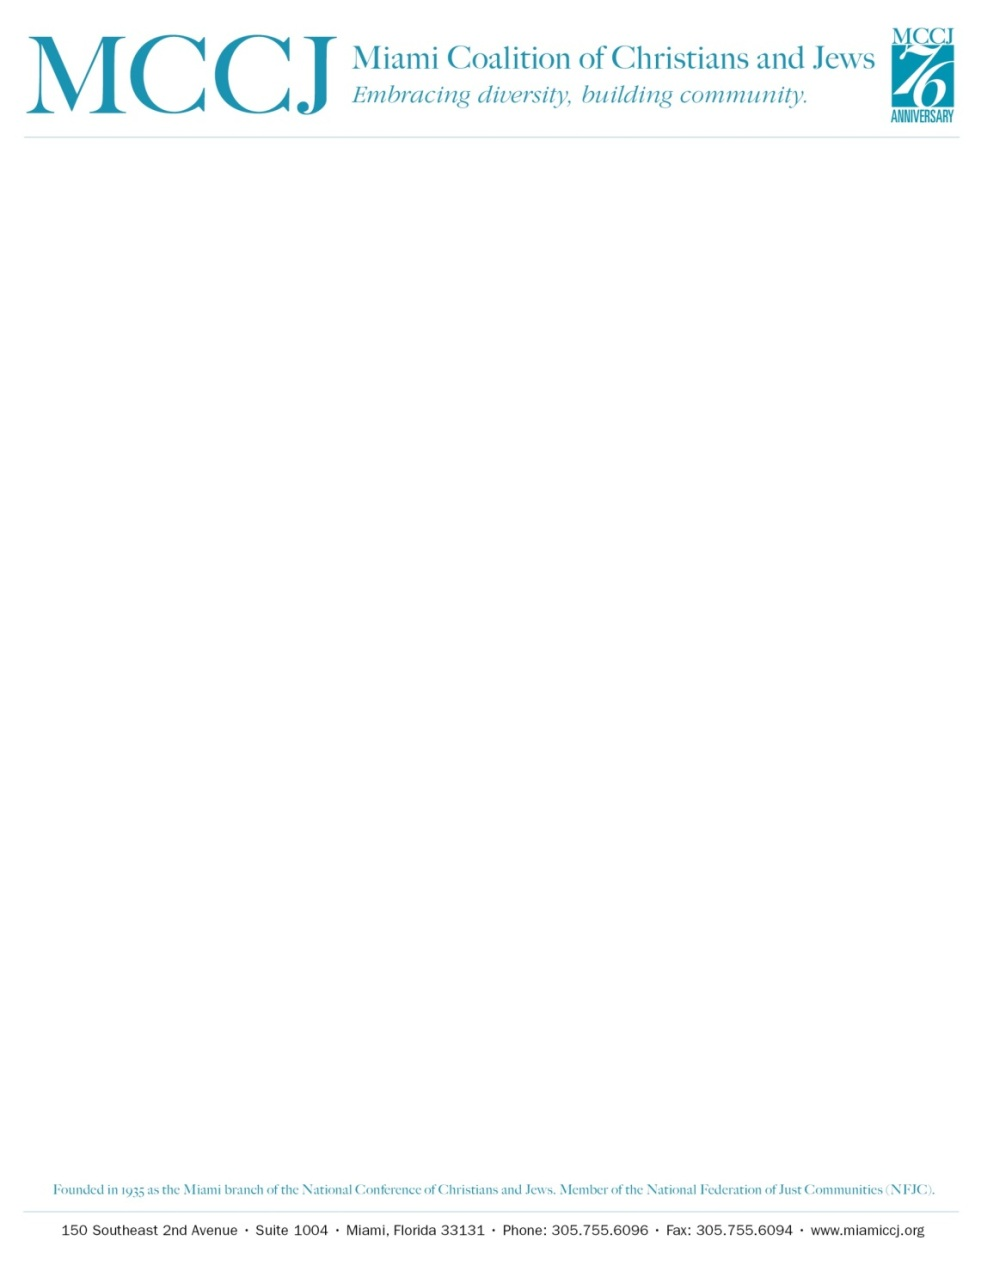 MCCJ
Miami Coalition of Christians and Jews
Embracing diversity, building community.
MCCJ
76
ANNIVERSARY
Founded in 1935 as the Miami branch of the National Conference of Christians and Jews. Member of the National Federation of Just Communities (NFJC).
150 Southeast 2nd Avenue · Suite 1004 · Miami, Florida 33131 · Phone: 305.755.6096 · Fax: 305.755.6094 · www.miamiccj.org